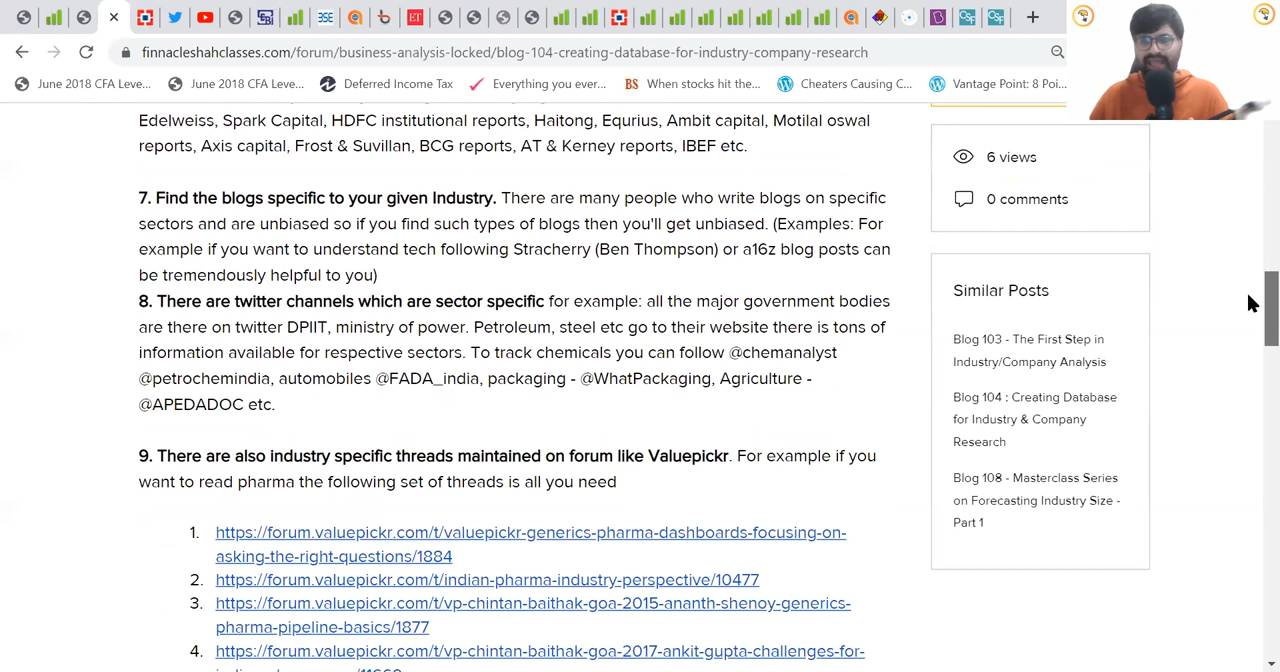 finnacleshahclasses.com/forum/business-analysis-locked/blog-104-creating-database-for-industry-company-research
June 2018 CFA Leve...
June 2018 CFA Leve...
Deferred Income Tax
Everything you ever...
BS When stocks hit the...
Cheaters Causing C...
Vantage Point: 8 Poi...
Edelweiss, Spark Capital, HDFC institutional reports, Haitong, Equrius, Ambit capital, Motilal oswal
reports, Axis capital, Frost & Suvillan, BCG reports, AT & Kerney reports, IBEF etc.
7. Find the blogs specific to your given Industry. There are many people who write blogs on specific
sectors and are unbiased so if you find such types of blogs then you'll get unbiased. (Examples: For
example if you want to understand tech following Stracherry (Ben Thompson) or a16z blog posts can
be tremendously helpful to you)
8. There are twitter channels which are sector specific for example: all the major government bodies
are there on twitter DPIIT, ministry of power. Petroleum, steel etc go to their website there is tons of
information available for respective sectors. To track chemicals you can follow @chemanalyst
@petrochemindia, automobiles @FADA_india, packaging - @WhatPackaging, Agriculture -
@APEDADOC etc.
9. There are also industry specific threads maintained on forum like Valuepickr. For example if you
want to read pharma the following set of threads is all you need
1. https://forum.valuepickr.com/t/valuepickr-generics-pharma-dashboards-focusing-on-
asking-the-right-questions/1884
2. https://forum.valuepickr.com/t/indian-pharma-industry-perspective/10477
3. https://forum.valuepickr.com/t/vp-chintan-baithak-goa-2015-ananth-shenoy-generics-
pharma-pipeline-basics/1877
4. https://forum.valuepickr.com/t/vp-chintan-baithak-goa-2017-ankit-gupta-challenges-for-
6 views
0 comments
Similar Posts
Blog 103 - The First Step in
Industry/Company Analysis
Blog 104 : Creating Database
for Industry & Company
Research
Blog 108 - Masterclass Series
on Forecasting Industry Size -
Part 1